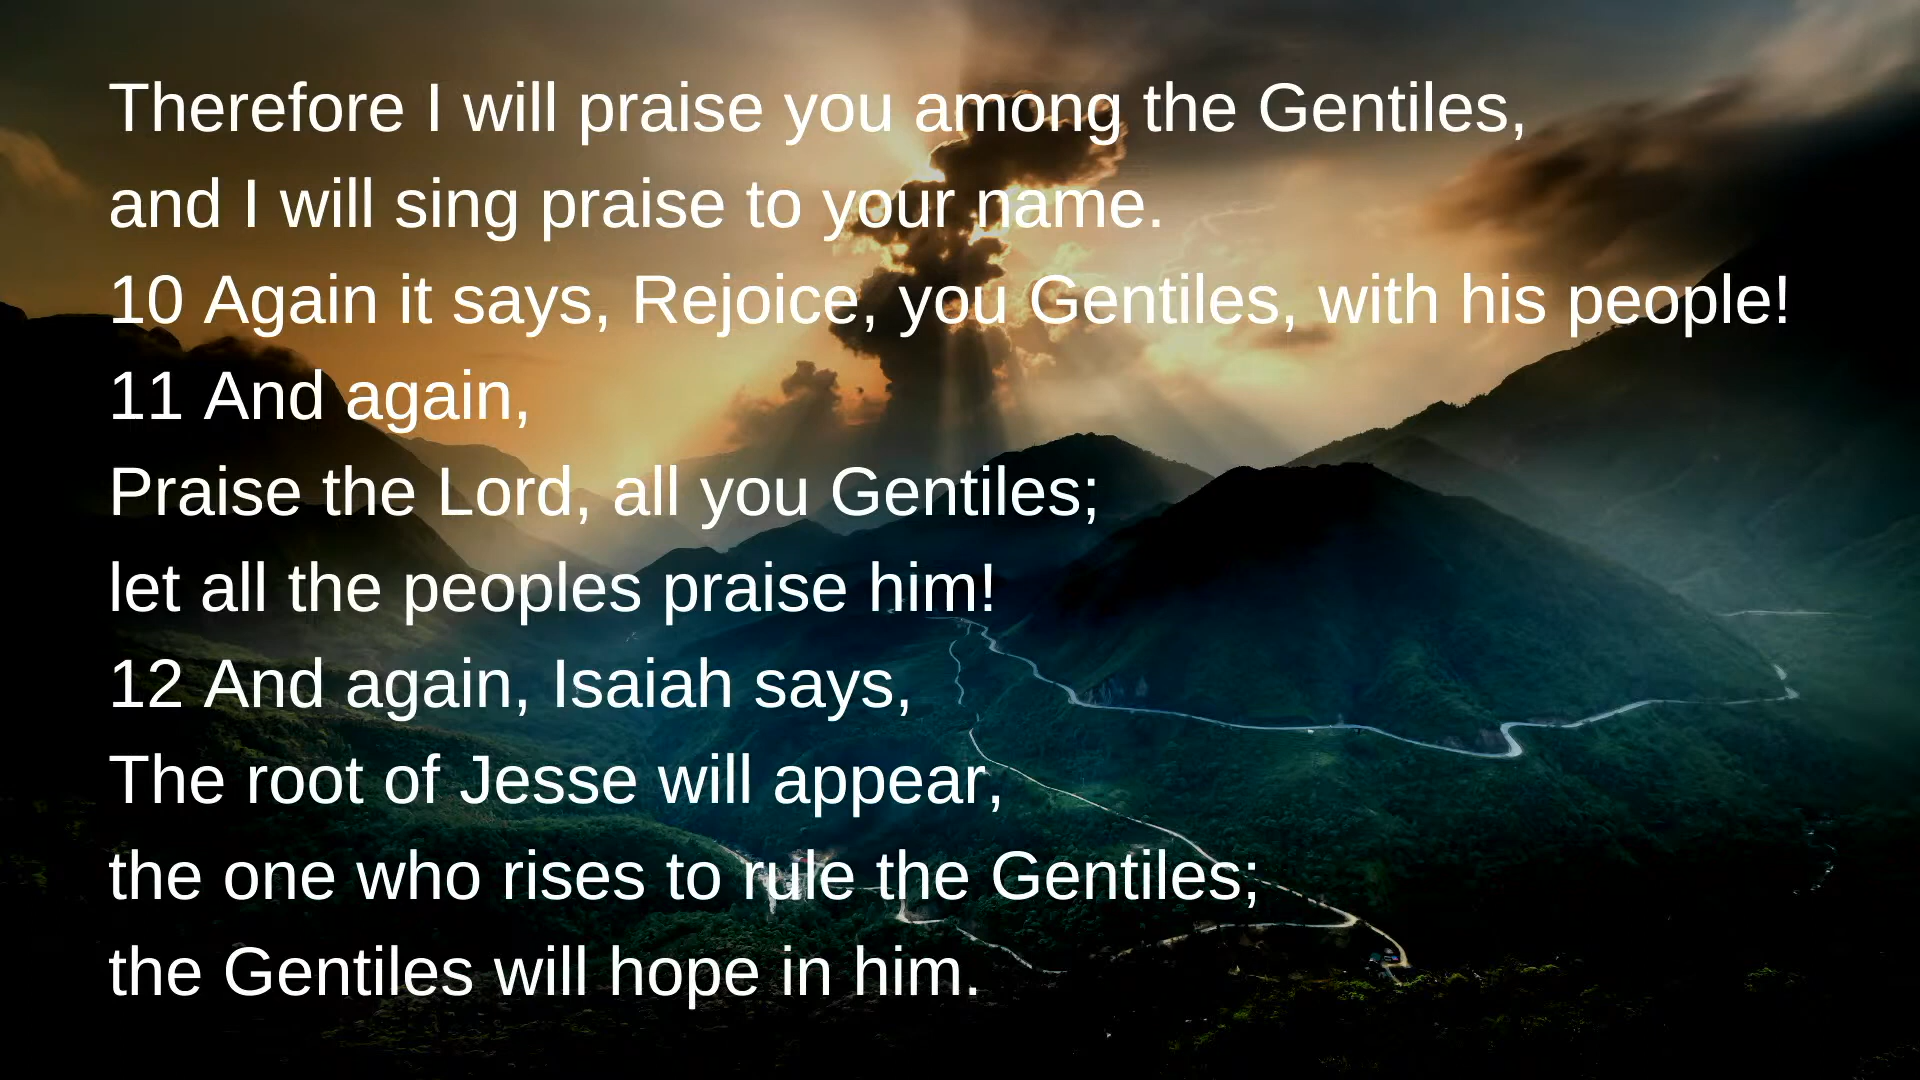 Therefore I will praise you among the Gentiles,
and I will sing praise to your name.
10 Again it says, Rejoice, you Gentiles, with his people!
11 And again,
Praise the Lord, all you Gentiles;
let all the peoples praise him!
12 And again, Isaiah says,
The root of Jesse will appear,
the one who rises to rule the Gentiles;
the Gentiles will hope in him.